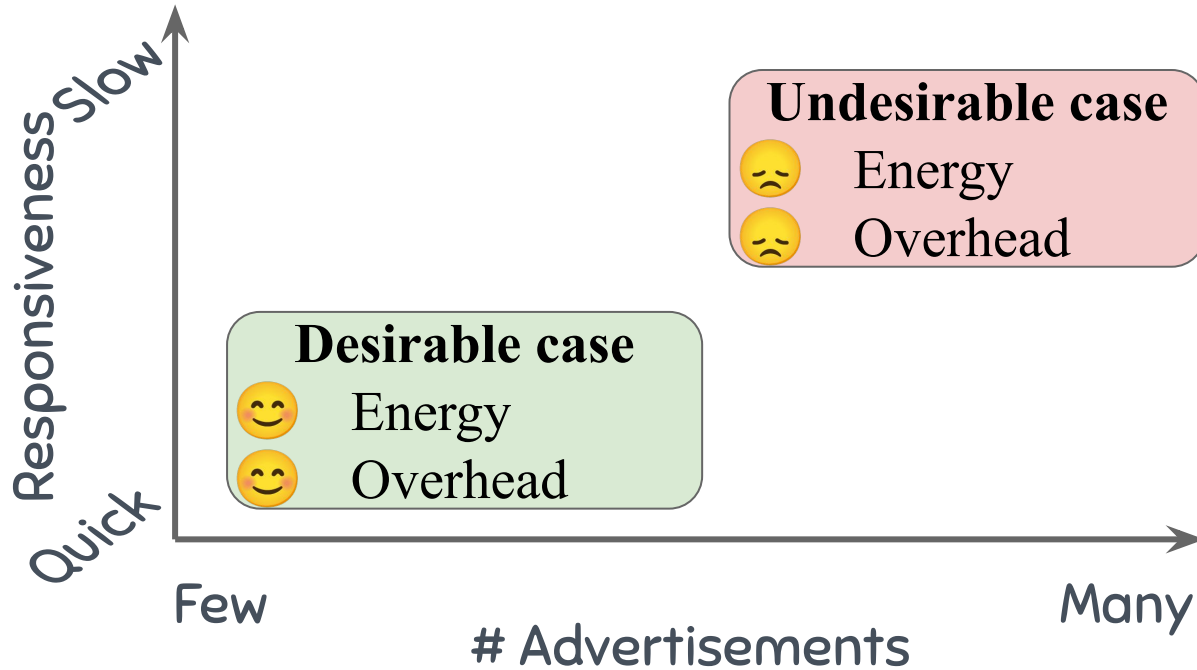 Slow
Responsiveness
Quick
Undesirable case
Energy
Overhead
Desirable case
Energy
Overhead
Few
Many
# Advertisements